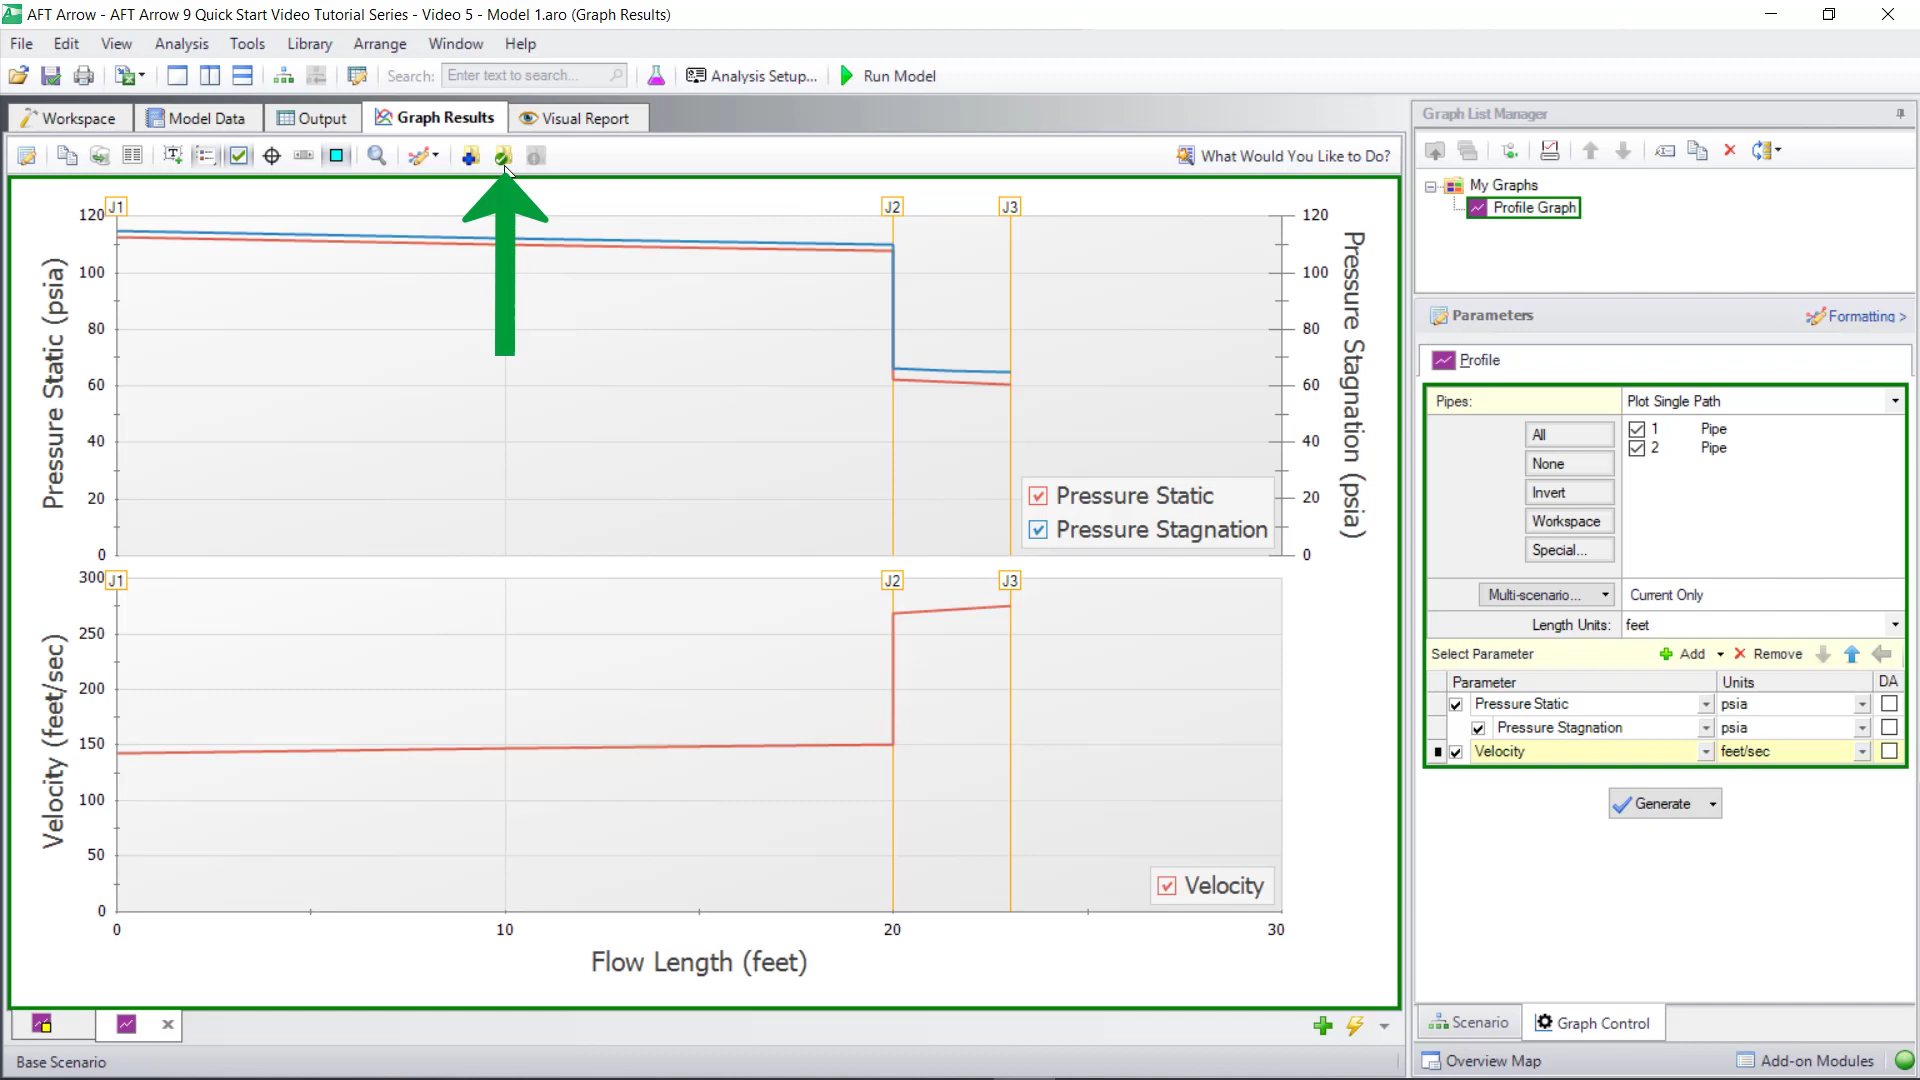 AFT Arrow - AFT Arrow 9 Quick Start Video Tutorial Series - Video 5 - Model 1.aro (Graph Results)
File Edit View Analysis Tools Library Arrange Window Help
Search: Enter text to search... Analysis Setup... Run Model
Workspace Model Data Output Graph Results Visual Report
What Would You Like to Do?
J1 J2 J3
120 120
100 100
80 80
60 60
40 40
20 20
0 0
Pressure Static (psia)
Pressure Stagnation (psia)
Pressure Static
Pressure Stagnation
J1 J2 J3
300
250
200
150
100
50
0
Velocity (feet/sec)
Velocity
0 10 20 30
Flow Length (feet)
Base Scenario
Graph List Manager
My Graphs
Profile Graph
Parameters Formatting >
Profile
Pipes: Plot Single Path
All
None
Invert
Workspace
Special...
1 Pipe
2 Pipe
Multi-scenario... Current Only
Length Units: feet
Select Parameter Add Remove
Parameter Units DA
Pressure Static psia
Pressure Stagnation psia
Velocity feet/sec
Generate
Scenario Graph Control
Overview Map Add-on Modules